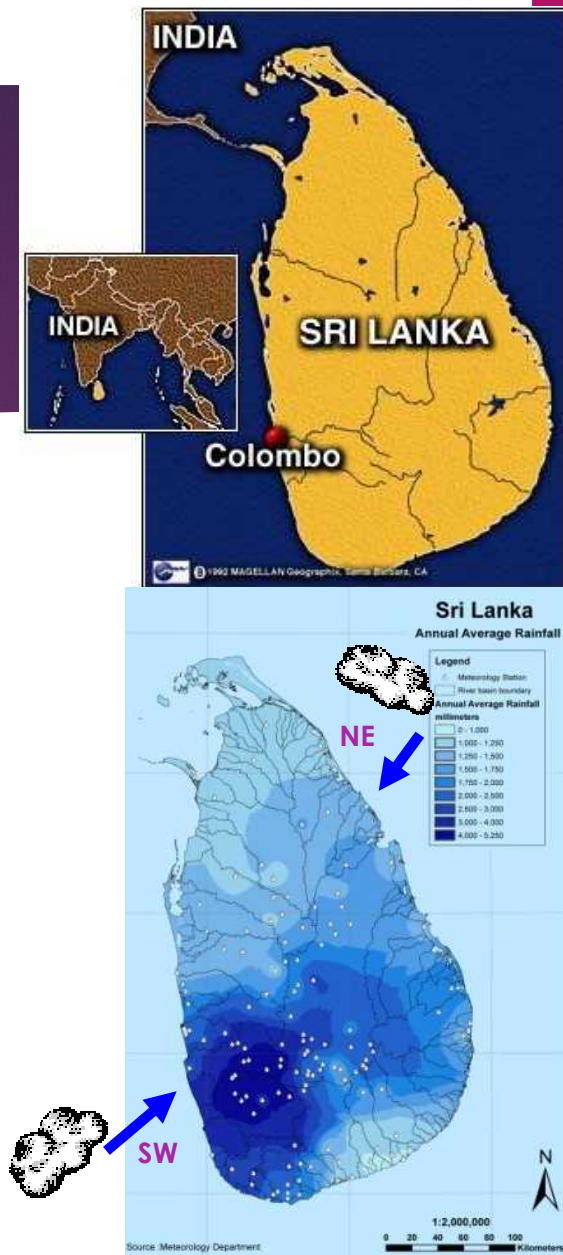 INDIA
INDIA
SRI LANKA
Colombo
©1992 MAGELLAN Geographix, Santa Barbara, CA
Sri Lanka
Annual Average Rainfall
Legend
Meteorology Station
River basin boundary
Annual Average Rainfall
millimeters
0 - 1,000
1,000 - 1,250
1,250 - 1,500
1,500 - 1,750
1,750 - 2,000
2,000 - 2,500
2,500 - 3,000
3,000 - 4,000
4,000 - 5,250
NE
SW
N
1:2,000,000
0 20 40 60 80 100
Kilometers
Source :Meteorology Department